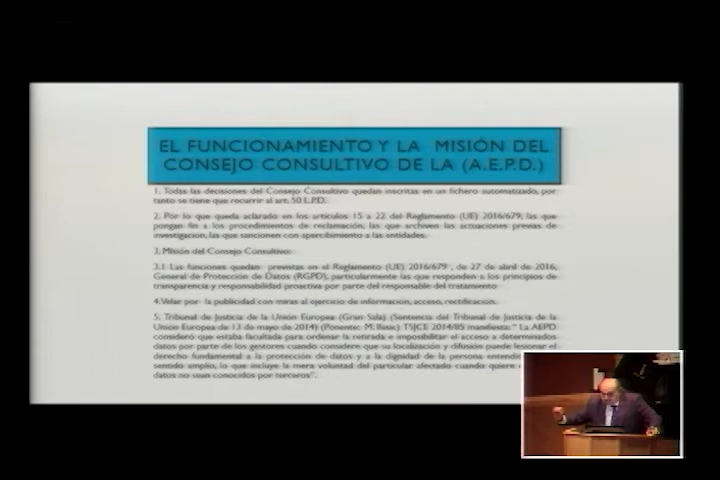 EL FUNCIONAMIENTO Y LA MISIÓN DEL
CONSEJO CONSULTIVO DE LA (A.E.P.D.)
1. Todas las decisiones del Consejo Consultivo quedan inscritas en un fichero automatizado, por
tanto se tiene que recurrir al art. 50 L.P.D.
2. Por lo que queda aclarado en los artículos 15 a 22 del Reglamento (UE) 2016/679, las que
pongan fin a los procedimientos de reclamación, las que archiven las actuaciones previas de
investigación, las que sancionen con apercibimiento a las entidades.
3. Misión del Consejo Consultivo:
3.1 Las funciones quedan previstas en el Reglamento (UE) 2016/679 , de 27 de abril de 2016,
General de Protección de Datos (RGPD), particularmente las que responden a los principios de
transparencia y responsabilidad proactiva por parte del responsable del tratamiento
4. Velar por la publicidad con miras al ejercicio de información, acceso, rectificación.
5. Tribunal de Justicia de la Unión Europea (Gran Sala) (Sentencia del Tribunal de Justicia de la
Unión Europea de 13 de mayo de 2014) (Ponente: M. Ilesic) TSJCE 2014/85 manifiesta: " La AEPD
consideró que estaba facultada para ordenar la retirada e imposibilitar el acceso a determinados
datos por parte de los gestores cuando considere que su localización y difusión puede lesionar el
derecho fundamental a la protección de datos y a la dignidad de la persona
sentido amplio, lo que incluye la mera voluntad del particular afectado cuando quiere
datos no sean conocidos por terceros".